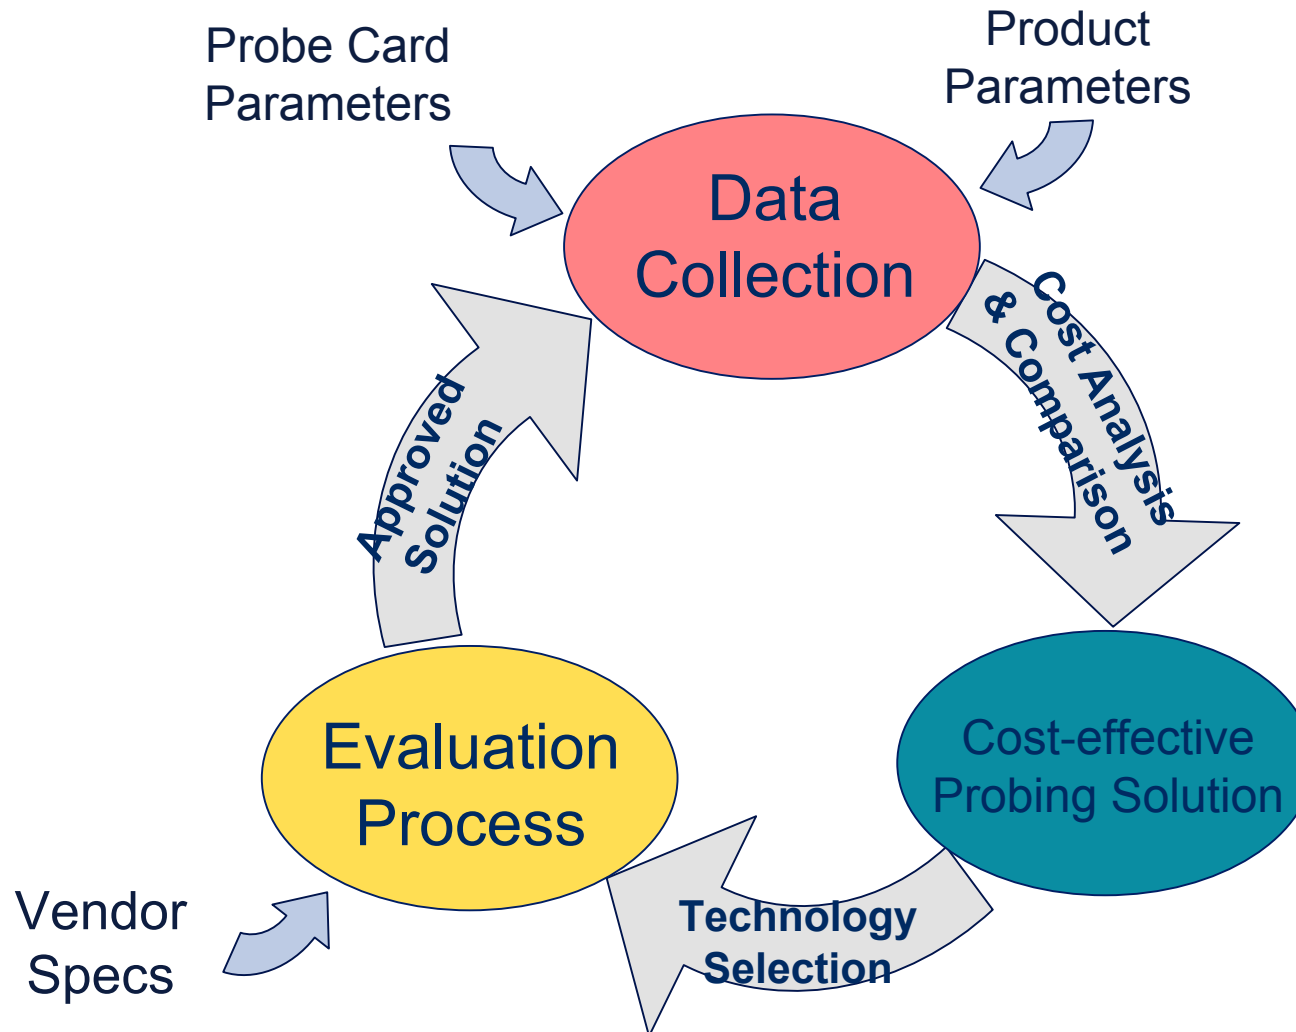 Probe Card
Parameters
Product
Parameters
Data
Collection
Cost Analysis
& Comparison
Approved
Solution
Evaluation
Process
Cost-effective
Probing Solution
Technology
Selection
Vendor
Specs